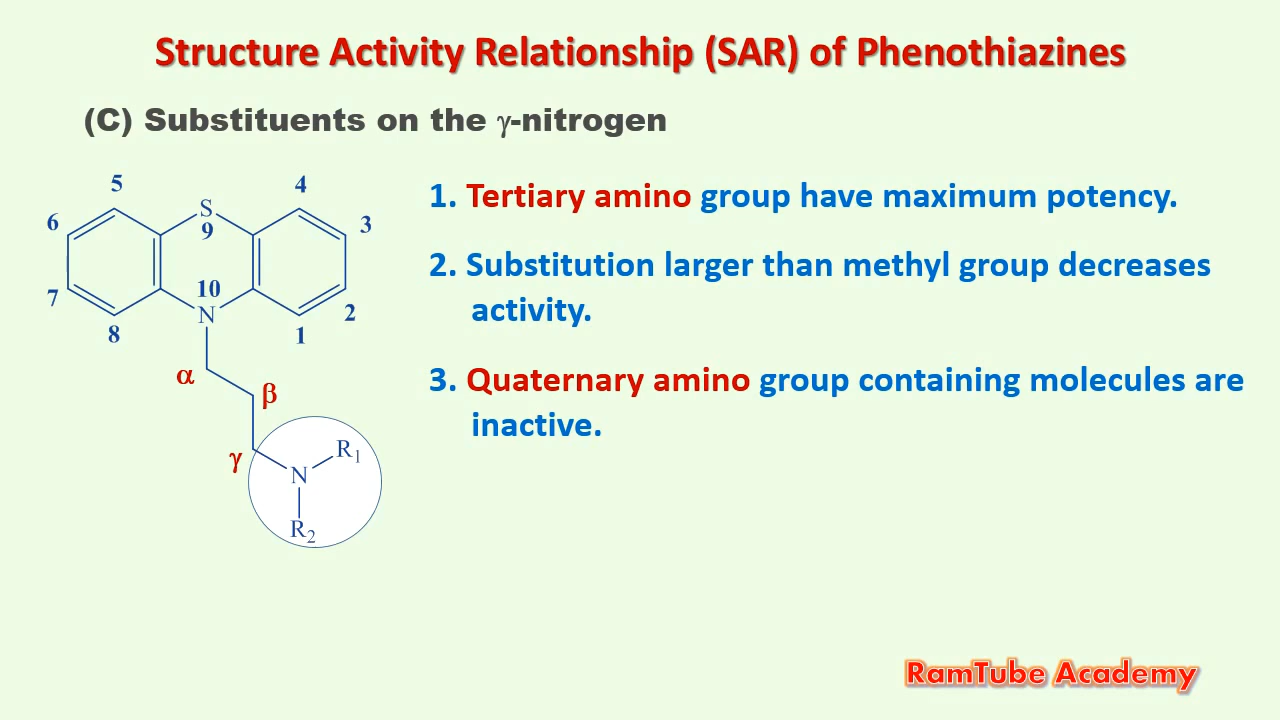 Structure Activity Relationship (SAR) of Phenothiazines
(C) Substituents on the γ-nitrogen
1. Tertiary amino group have maximum potency.
2. Substitution larger than methyl group decreases
activity.
3. Quaternary amino group containing molecules are
inactive.
5
4
6
S
9
3
7
10
N
2
8
1
α
β
γ
N
R1
R2
RamTube Academy